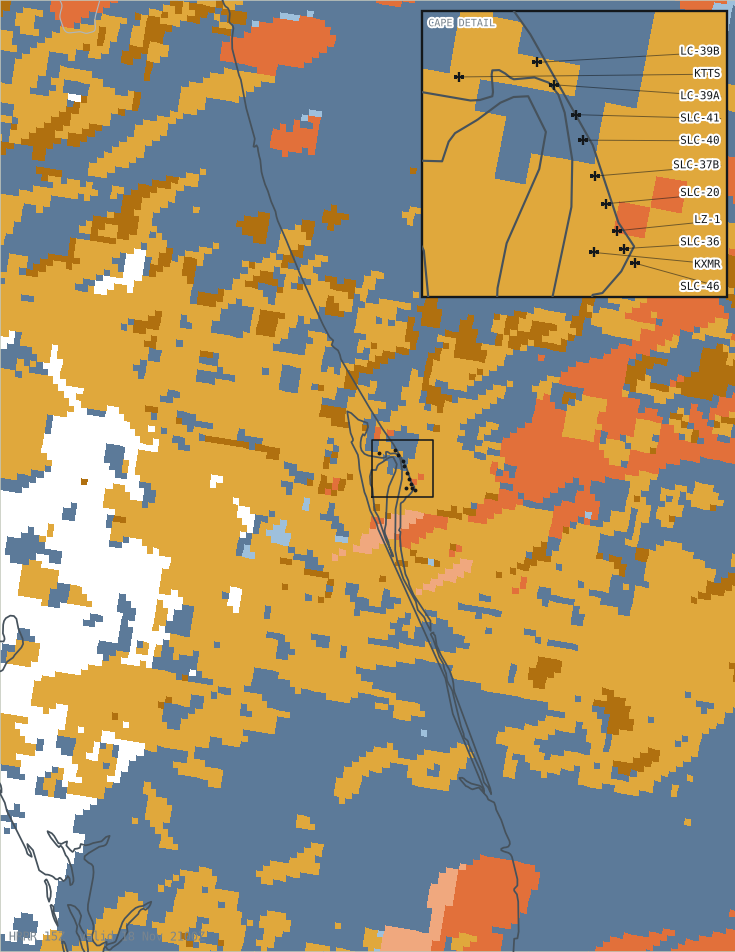 CAPE DETAIL
LC-39B
KTTS
LC-39A
SLC-41
SLC-40
SLC-37B
SLC-20
LZ-1
SLC-36
KXMR
SLC-46